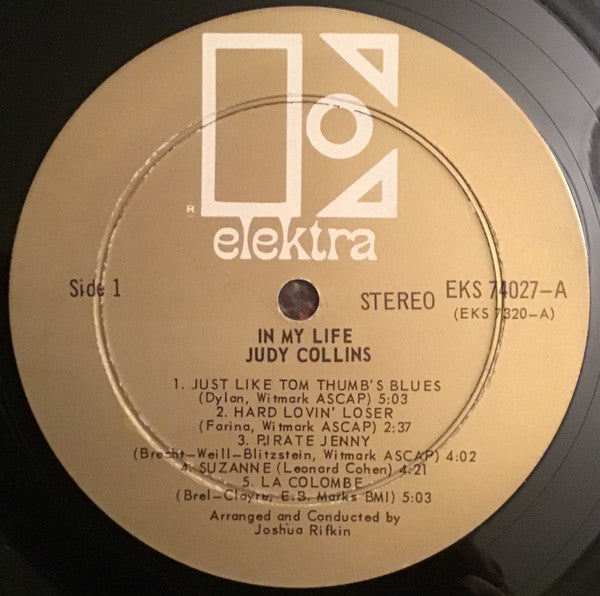 R
elektra
Side 1
STEREO EKS 74027-A
(EKS 7320-A)
IN MY LIFE
JUDY COLLINS
1. JUST LIKE TOM THUMB'S BLUES
(Dylan, Witmark ASCAP) 5:03
2. HARD LOVIN' LOSER
(Farina, Witmark ASCAP) 2:37
3. PIRATE JENNY
(Brecht-Weill-Blitzstein, Witmark ASCAP) 4:02
4. SUZANNE (Leonard Cohen) 4:21
5. LA COLOMBE
(Brel-Clayre, E.B. Marks BMI) 5:03
Arranged and Conducted by
Joshua Rifkin